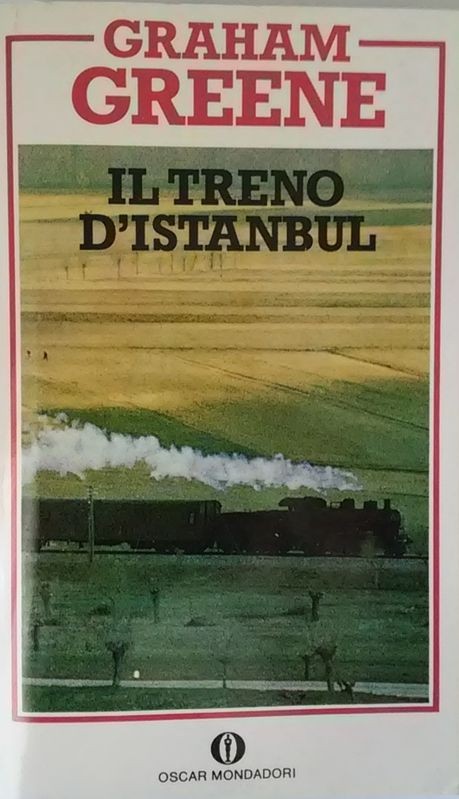 GRAHAM
GREENE
IL TRENO
D'ISTANBUL
OSCAR MONDADORI